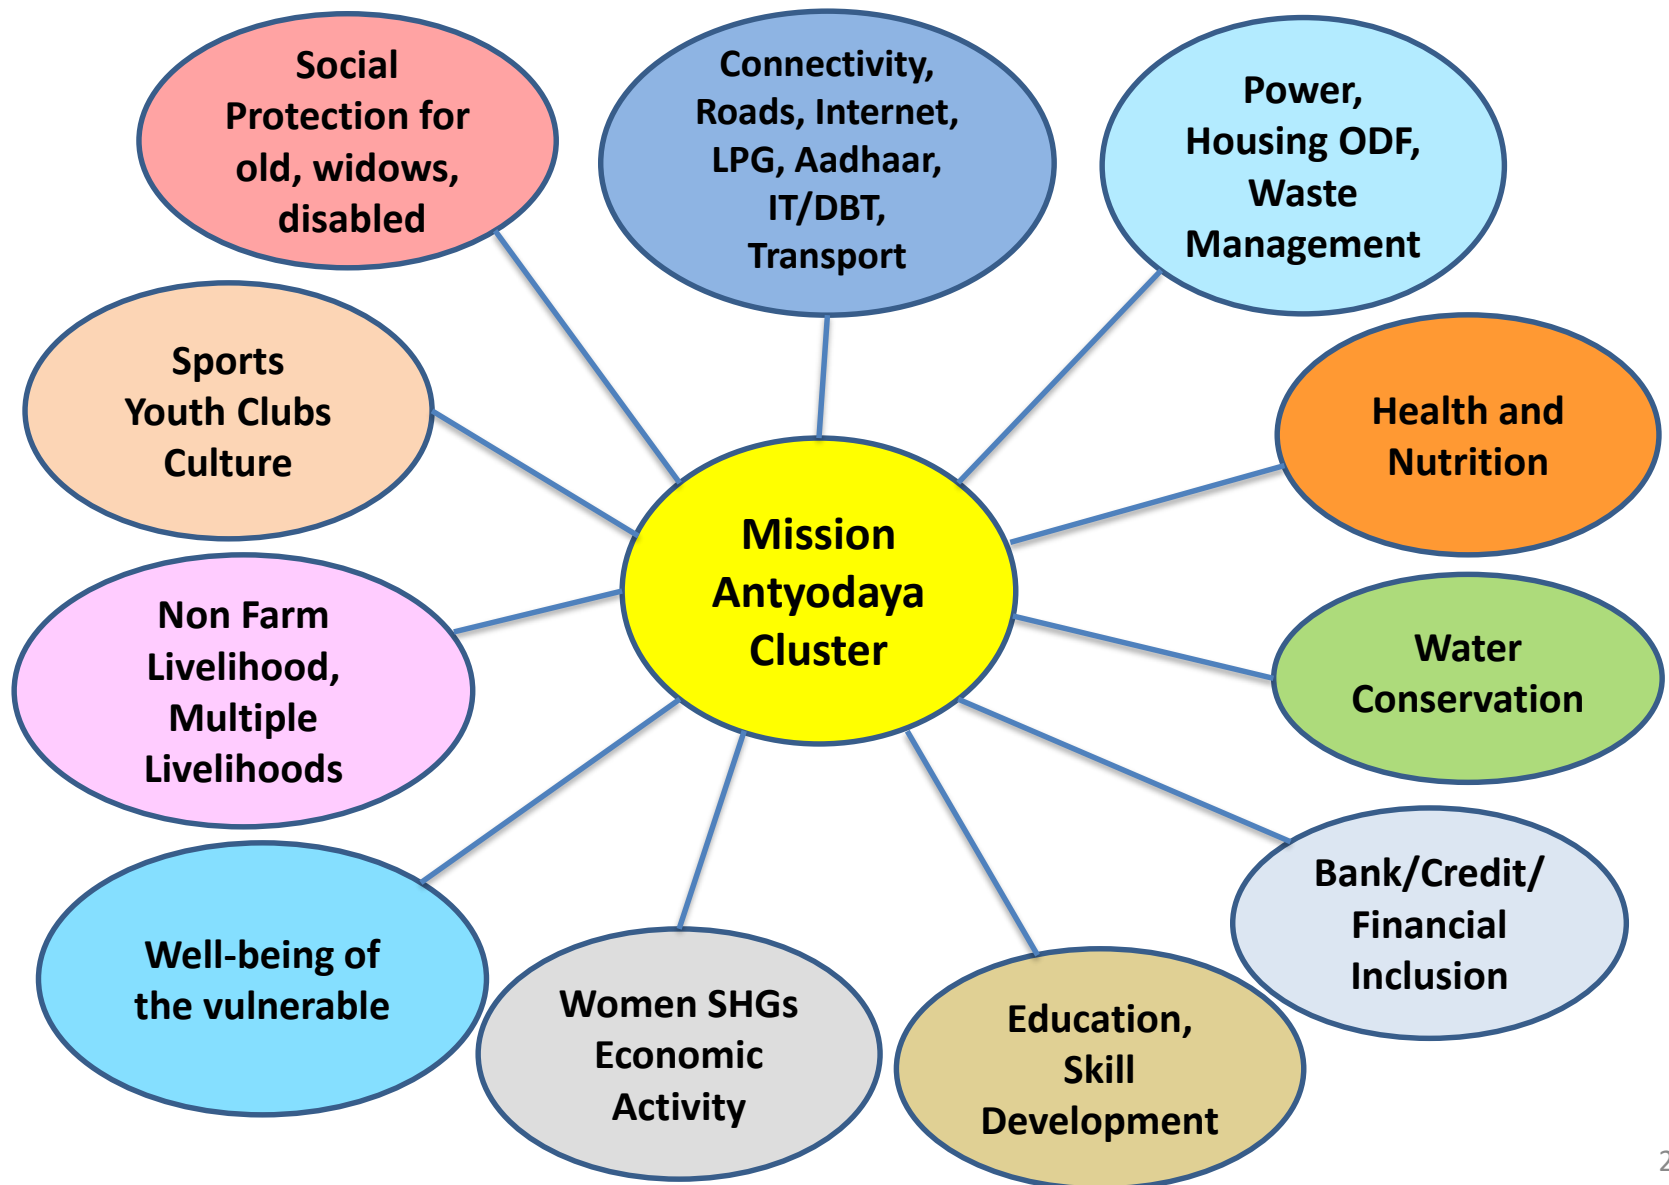 Social
Protection for
old, widows,
disabled
Connectivity,
Roads, Internet,
LPG, Aadhaar,
IT/DBT,
Transport
Power,
Housing ODF,
Waste
Management
Sports
Youth Clubs
Culture
Health and
Nutrition
Mission
Antyodaya
Cluster
Non Farm
Livelihood,
Multiple
Livelihoods
Water
Conservation
Well-being of
the vulnerable
Women SHGs
Economic
Activity
Education,
Skill
Development
Bank/Credit/
Financial
Inclusion
2